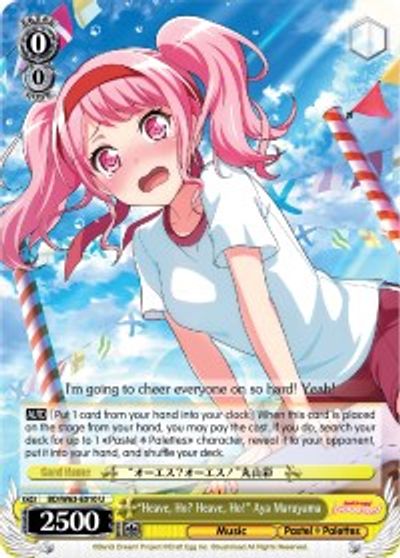 0
0
I'm going to cheer everyone on so hard! Yeah!
AUTO [Put 1 card from your hand into your clock] When this card is placed
on the stage from your hand, you may pay the cost. If you do, search your
deck for up to 1 «Pastel*Palettes» character, reveal it to your opponent,
put it into your hand, and shuffle your deck.
Card Name
"オーエス?オーエス!"丸山彩
"Heave, Ho? Heave, Ho!" Aya Maruyama
2500
Music
Pastel*Palettes